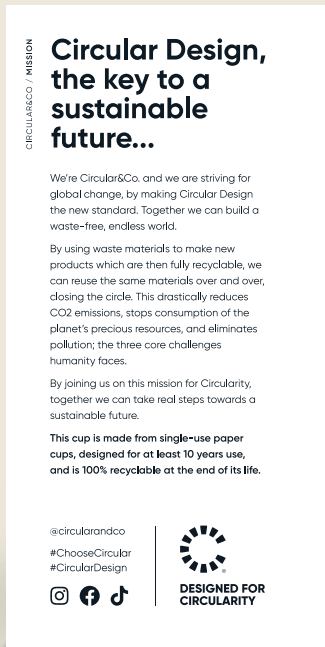 CIRCULAR&CO / MISSION
Circular Design,
the key to a
sustainable
future...
We're Circular&Co. and we are striving for
global change, by making Circular Design
the new standard. Together we can build a
waste-free, endless world.
By using waste materials to make new
products which are then fully recyclable, we
can reuse the same materials over and over,
closing the circle. This drastically reduces
CO2 emissions, stops consumption of the
planet's precious resources, and eliminates
pollution; the three core challenges
humanity faces.
By joining us on this mission for Circularity,
together we can take real steps towards a
sustainable future.
This cup is made from single-use paper
cups, designed for at least 10 years use,
and is 100% recyclable at the end of its life.
@circularandco
#ChooseCircular
#CircularDesign
DESIGNED FOR
CIRCULARITY